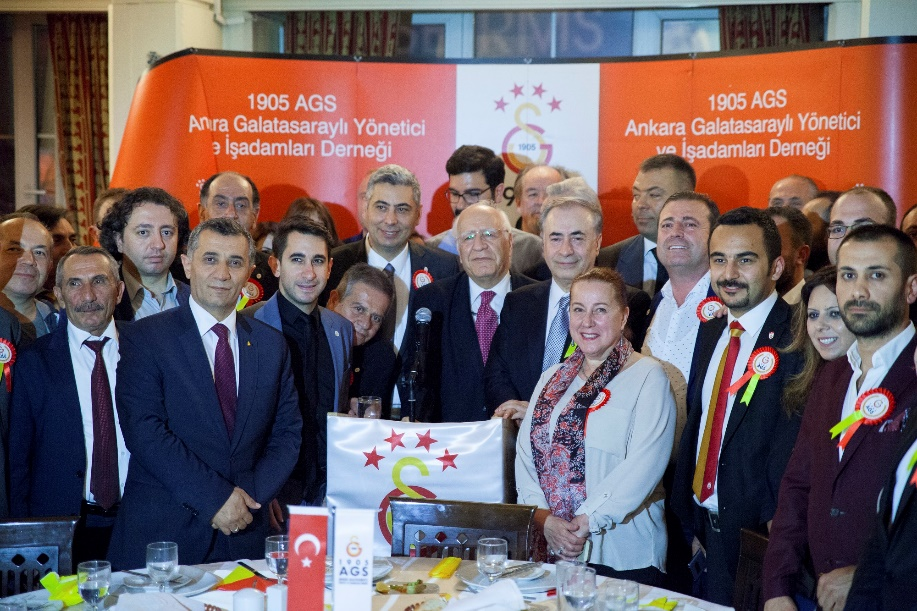 1905 AGS
Ankara Galatasaraylı Yönetici
ve İşadamları Derneği
1905
1905 AGS
Ankara Galatasaraylı Yönetici
ve İşadamları Derneği
1905
AGS